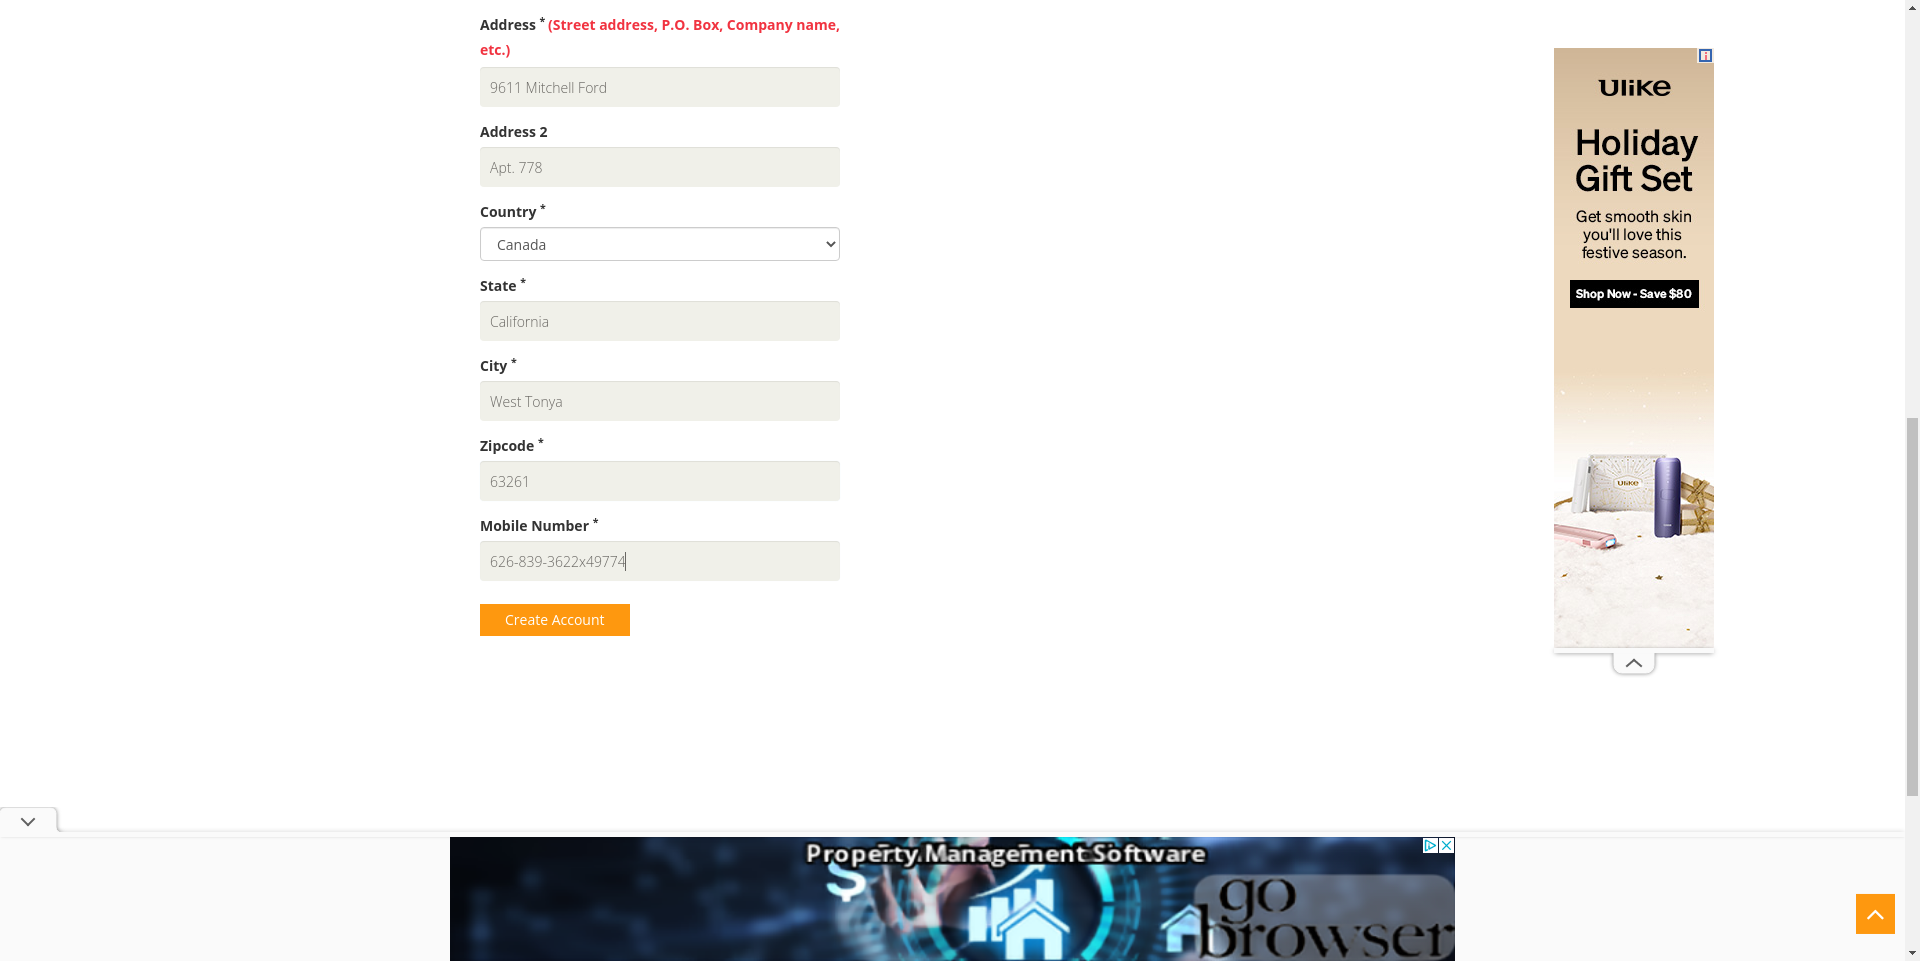 Address * (Street address, P.O. Box, Company name,
etc.)
9611 Mitchell Ford
Address 2
Apt. 778
Country *
Canada
State *
California
City *
West Tonya
Zipcode *
63261
Mobile Number *
626-839-3622x49774
Create Account
Ulike
Holiday
Gift Set
Get smooth skin
you'll love this
festive season.
Shop Now - Save $80
Ulike
Property Management Software
go
browser